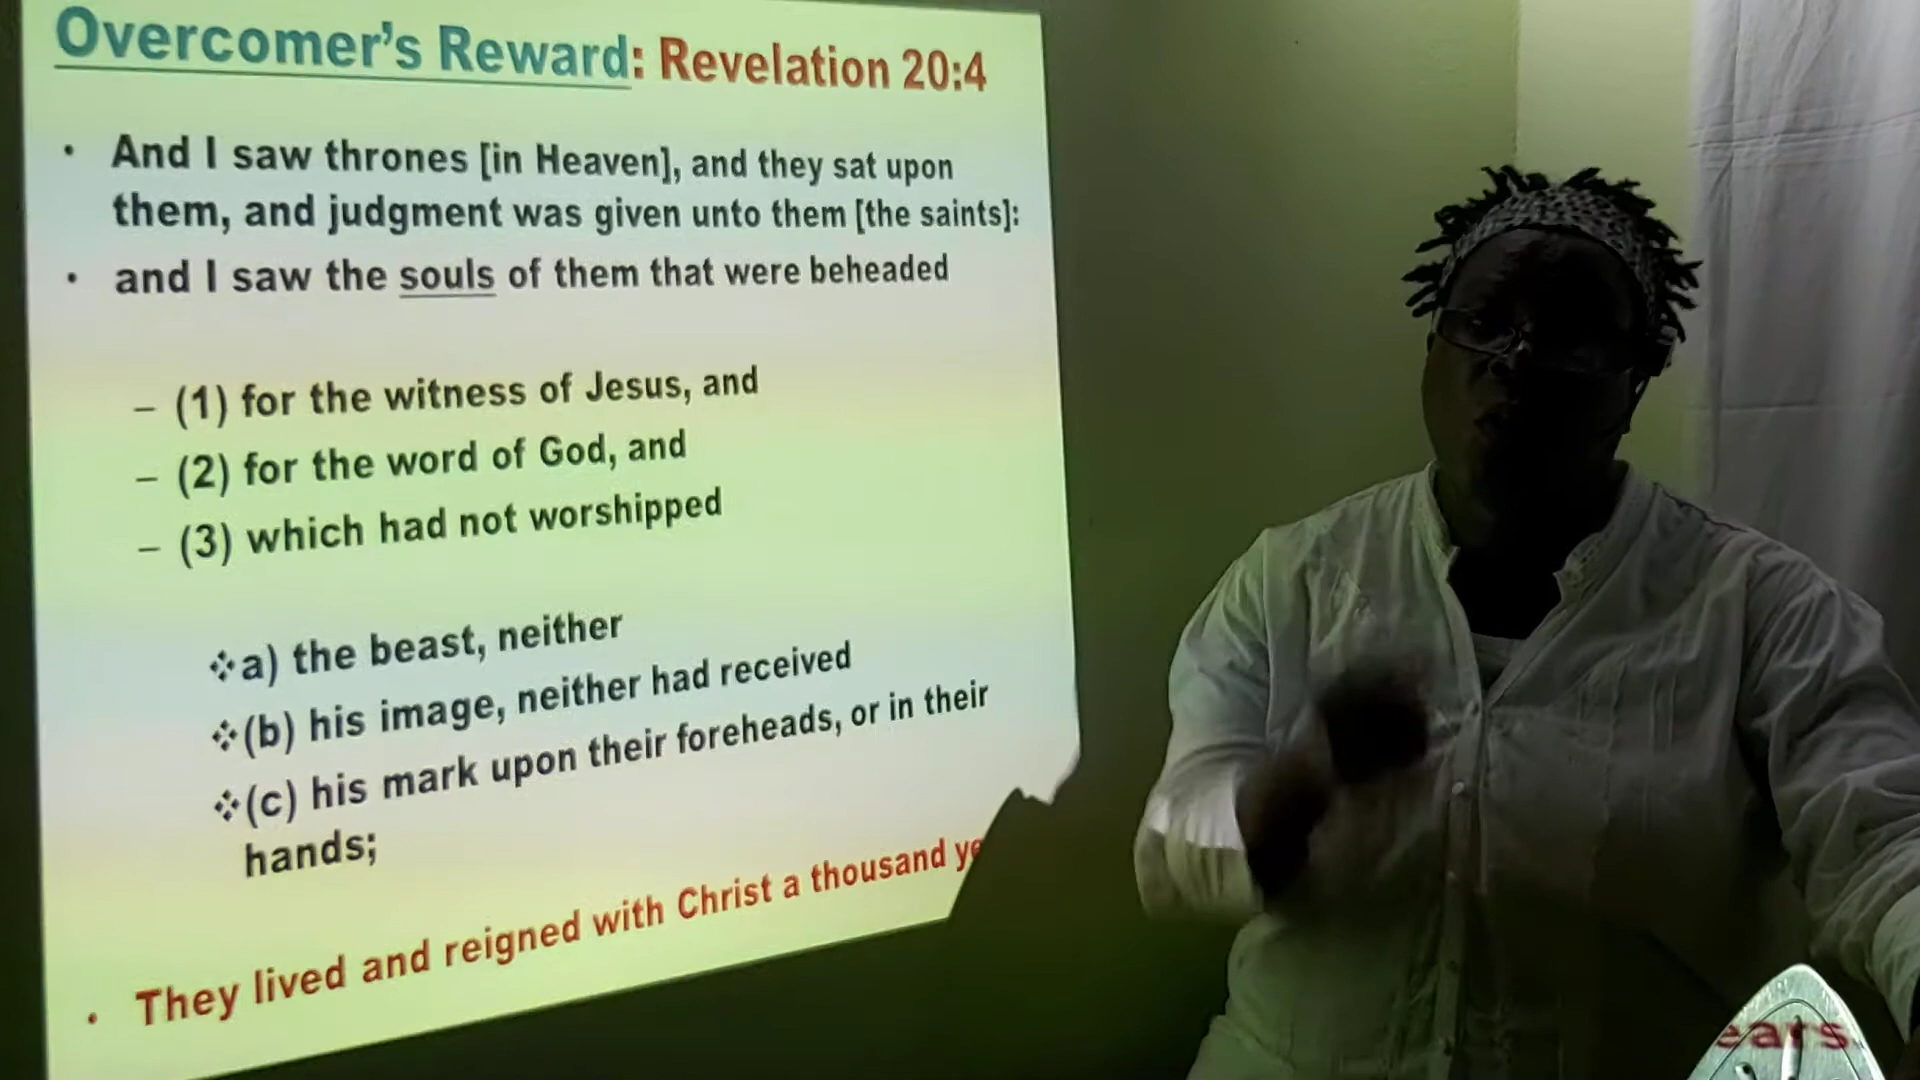 Overcomer's Reward: Revelation 20:4
• And I saw thrones [in Heaven], and they sat upon
them, and judgment was given unto them [the saints]:
• and I saw the souls of them that were beheaded
– (1) for the witness of Jesus, and
– (2) for the word of God, and
– (3) which had not worshipped
❖a) the beast, neither
❖(b) his image, neither had received
❖(c) his mark upon their foreheads, or in their
hands;
• They lived and reigned with Christ a thousand ye
ears.